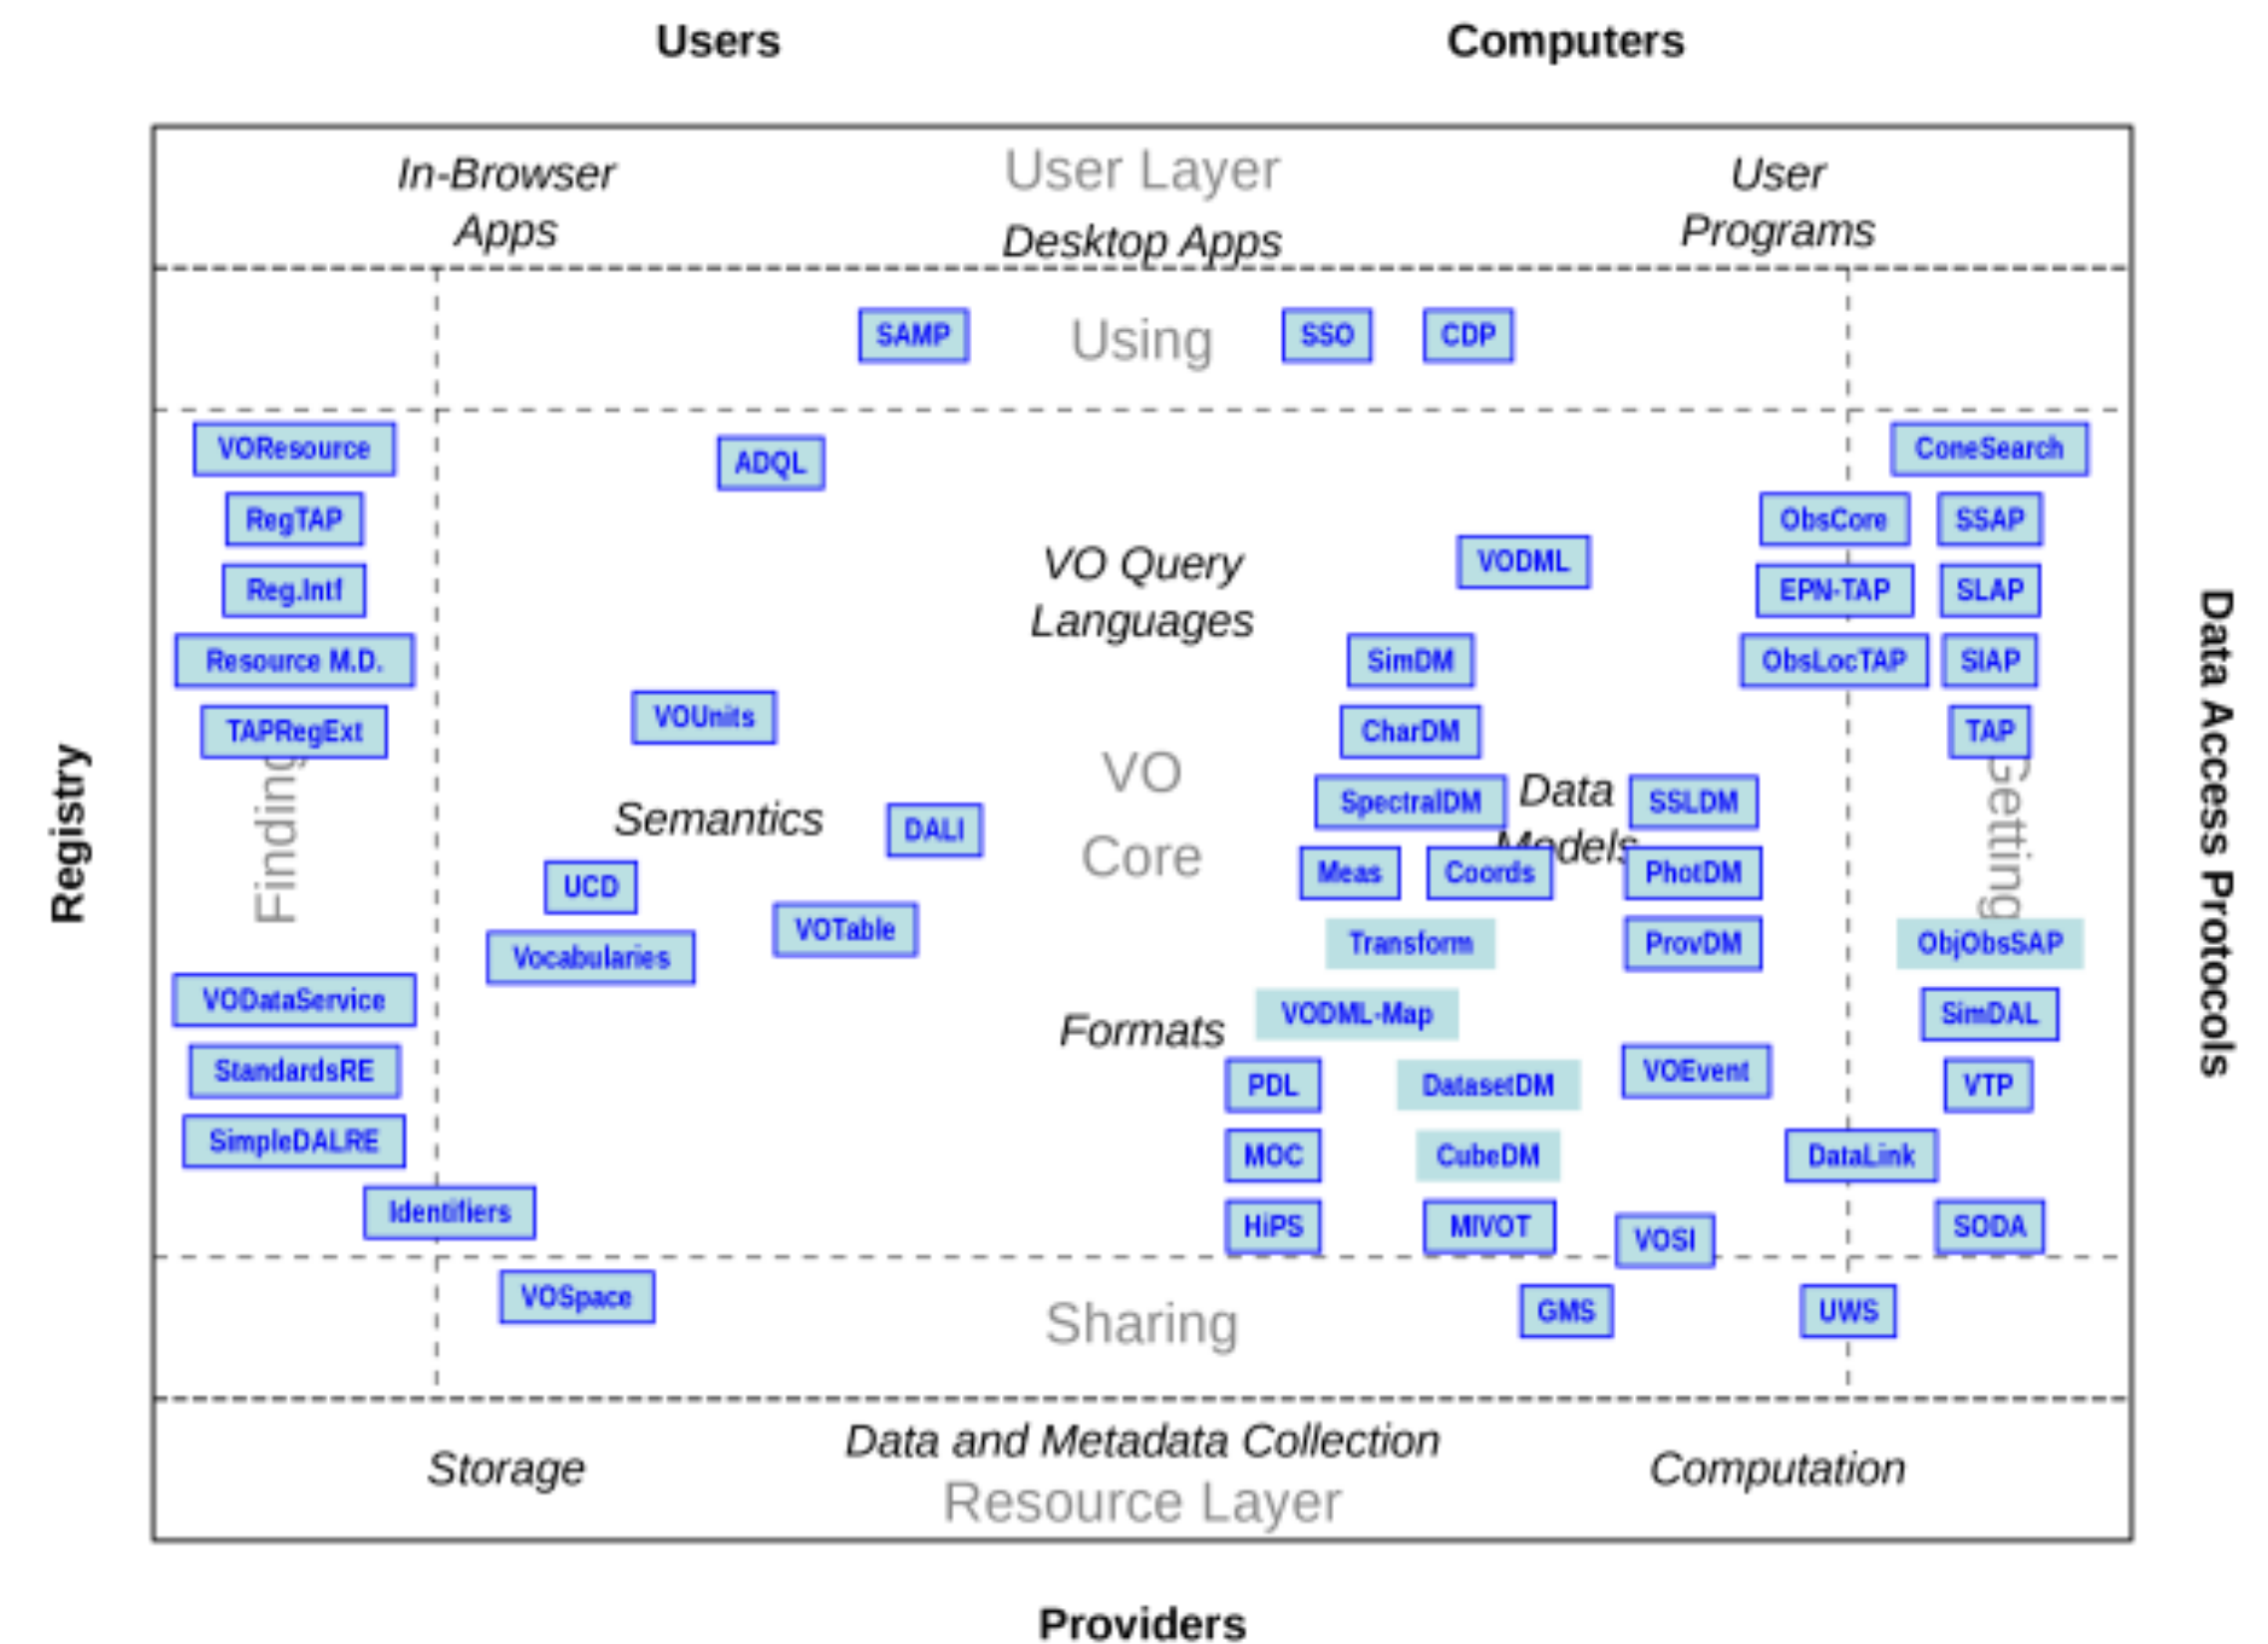 Users
Computers
In-Browser
Apps
User Layer
Desktop Apps
User
Programs
SAMP
Using
SSO
CDP
VOResource
RegTAP
Reg.Intf
Resource M.D.
TAPRegExt
Finding
VODataService
StandardsRE
SimpleDALRE
Identifiers
Registry
ADQL
VOUnits
Semantics
DALI
UCD
VOTable
Vocabularies
VO Query
Languages
VO
Core
Formats
VODML
SimDM
CharDM
SpectralDM
Data
Models
SSLDM
Meas
Coords
PhotDM
Transform
ProvDM
VODML-Map
PDL
DatasetDM
VOEvent
MOC
CubeDM
HiPS
MIVOT
VOSI
ConeSearch
ObsCore
SSAP
EPN-TAP
SLAP
ObsLocTAP
SIAP
TAP
Getting
ObjObsSAP
SimDAL
VTP
DataLink
SODA
Data Access Protocols
VOSpace
Sharing
GMS
UWS
Storage
Data and Metadata Collection
Resource Layer
Computation
Providers